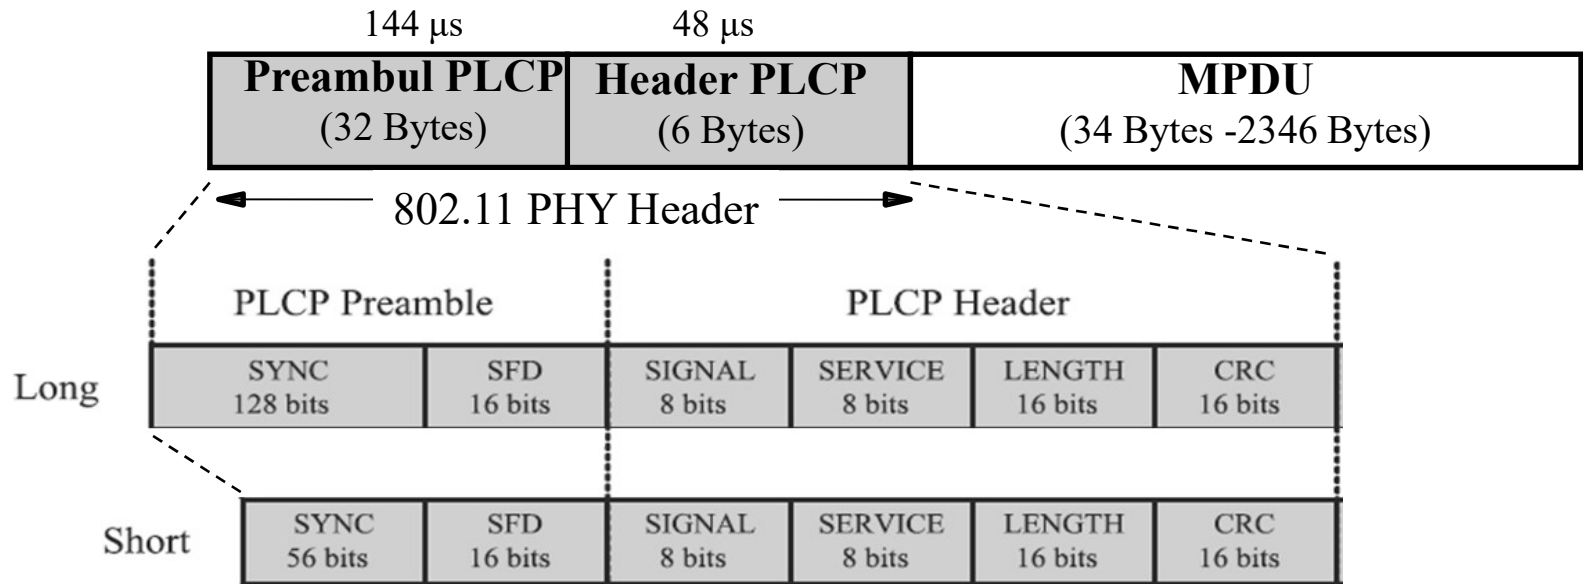 144 μs 48 μs
Preambul PLCP Header PLCP MPDU
(32 Bytes) (6 Bytes) (34 Bytes -2346 Bytes)
802.11 PHY Header
PLCP Preamble PLCP Header
Long
SYNC SFD SIGNAL SERVICE LENGTH CRC
128 bits 16 bits 8 bits 8 bits 16 bits 16 bits
Short
SYNC SFD SIGNAL SERVICE LENGTH CRC
56 bits 16 bits 8 bits 8 bits 16 bits 16 bits